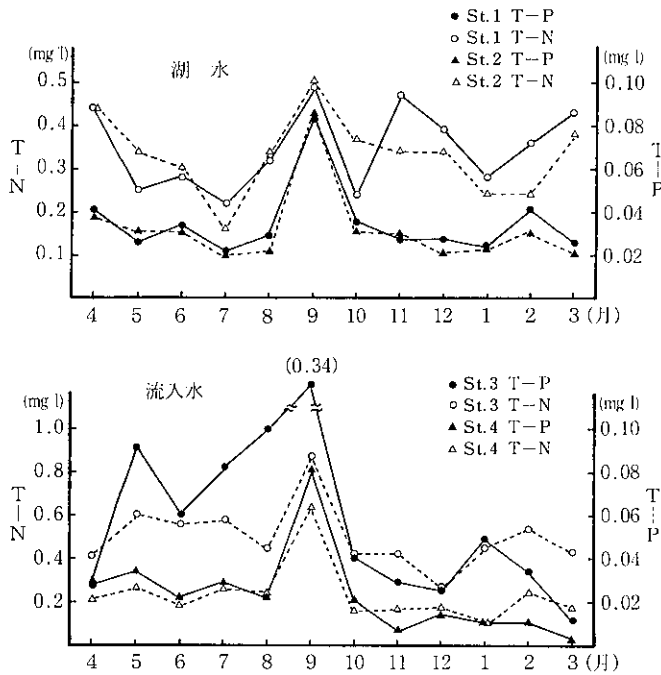 (mg l)
湖 水
● St.1 T−P
○ St.1 T−N
▲ St.2 T−P
△ St.2 T−N
(mg l)
0.5
0.4
0.3
0.2
0.1
T−N
0.10
0.08
0.06
0.04
0.02
T−P
4 5 6 7 8 9 10 11 12 1 2 3 (月)
(0.34)
(mg l)
流入水
● St.3 T−P
○ St.3 T−N
▲ St.4 T−P
△ St.4 T−N
(mg l)
1.0
0.8
0.6
0.4
0.2
T−N
0.10
0.08
0.06
0.04
0.02
T−P
4 5 6 7 8 9 10 11 12 1 2 3 (月)